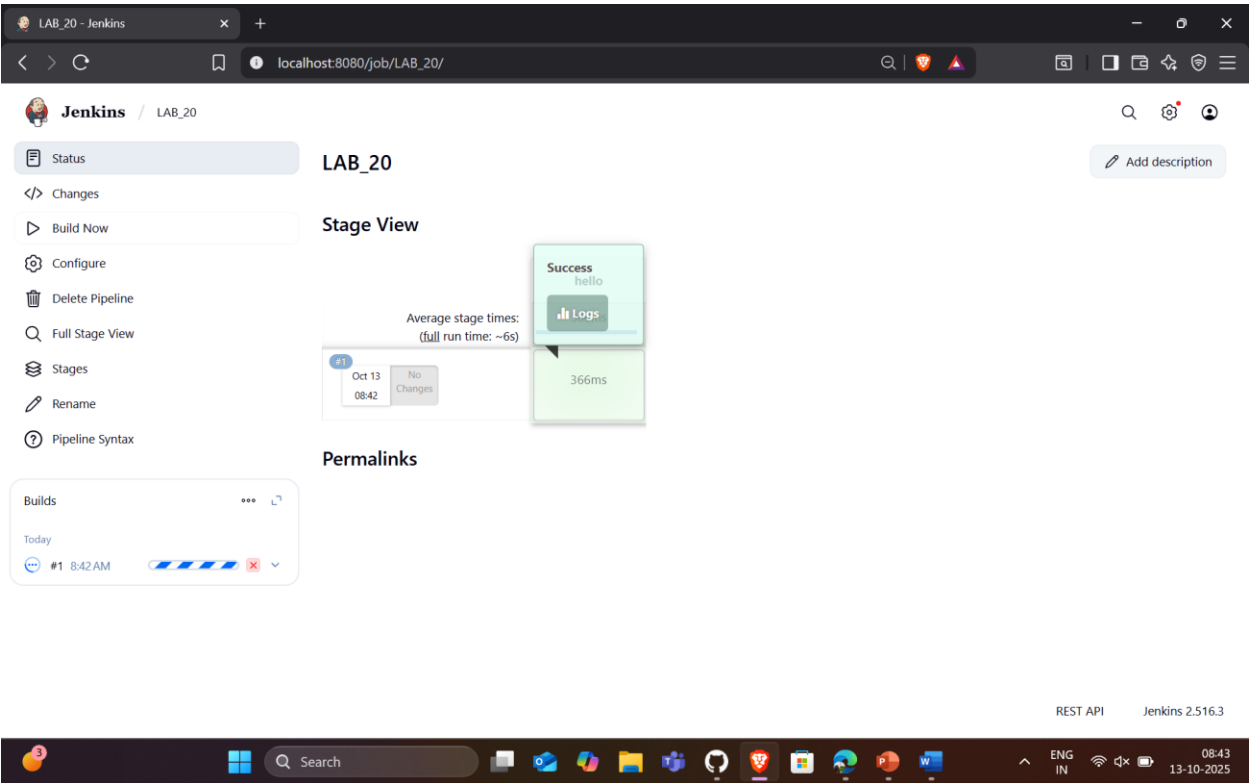 LAB_20 - Jenkins
localhost:8080/job/LAB_20/
Jenkins / LAB_20
Status
Changes
Build Now
Configure
Delete Pipeline
Full Stage View
Stages
Rename
Pipeline Syntax
Builds
Today
#1 8:42 AM
LAB_20
Add description
Stage View
Success
hello
Logs
Average stage times:
(full run time: ~6s)
#1
Oct 13
08:42
No
Changes
366ms
Permalinks
REST API Jenkins 2.516.3
3
Search
ENG
IN
08:43
13-10-2025